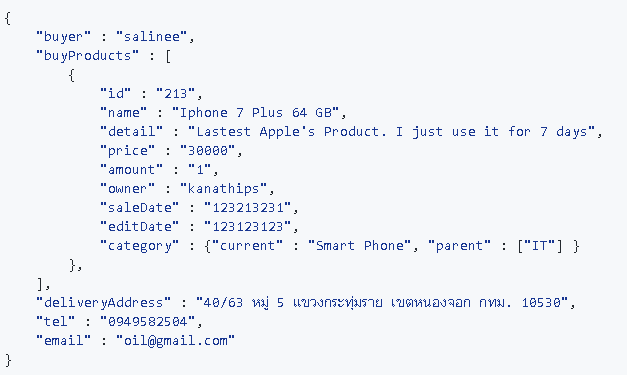 {
"buyer" : "salinee",
"buyProducts" : [
{
"id" : "213",
"name" : "Iphone 7 Plus 64 GB",
"detail" : "Lastest Apple's Product. I just use it for 7 days",
"price" : "30000",
"amount" : "1",
"owner" : "kanathips",
"saleDate" : "123213231",
"editDate" : "123123123",
"category" : {"current" : "Smart Phone", "parent" : ["IT"] }
},
],
"deliveryAddress" : "40/63 หมู่ 5 แขวงกระทุ่มราย เขตหนองจอก กทม. 10530",
"tel" : "0949582504",
"email" : "oil@gmail.com"
}